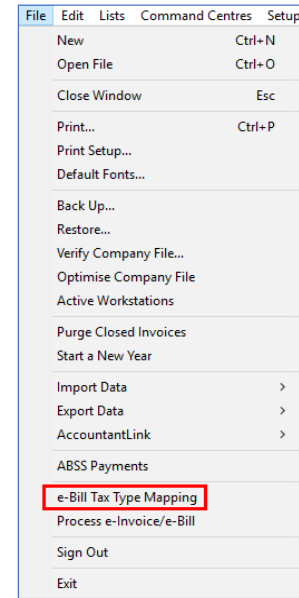 File Edit Lists Command Centres Setup
New Ctrl+N
Open File Ctrl+O
Close Window Esc
Print... Ctrl+P
Print Setup...
Default Fonts...
Back Up...
Restore...
Verify Company File...
Optimise Company File
Active Workstations
Purge Closed Invoices
Start a New Year
Import Data >
Export Data >
AccountantLink >
ABSS Payments
e-Bill Tax Type Mapping
Process e-Invoice/e-Bill
Sign Out
Exit